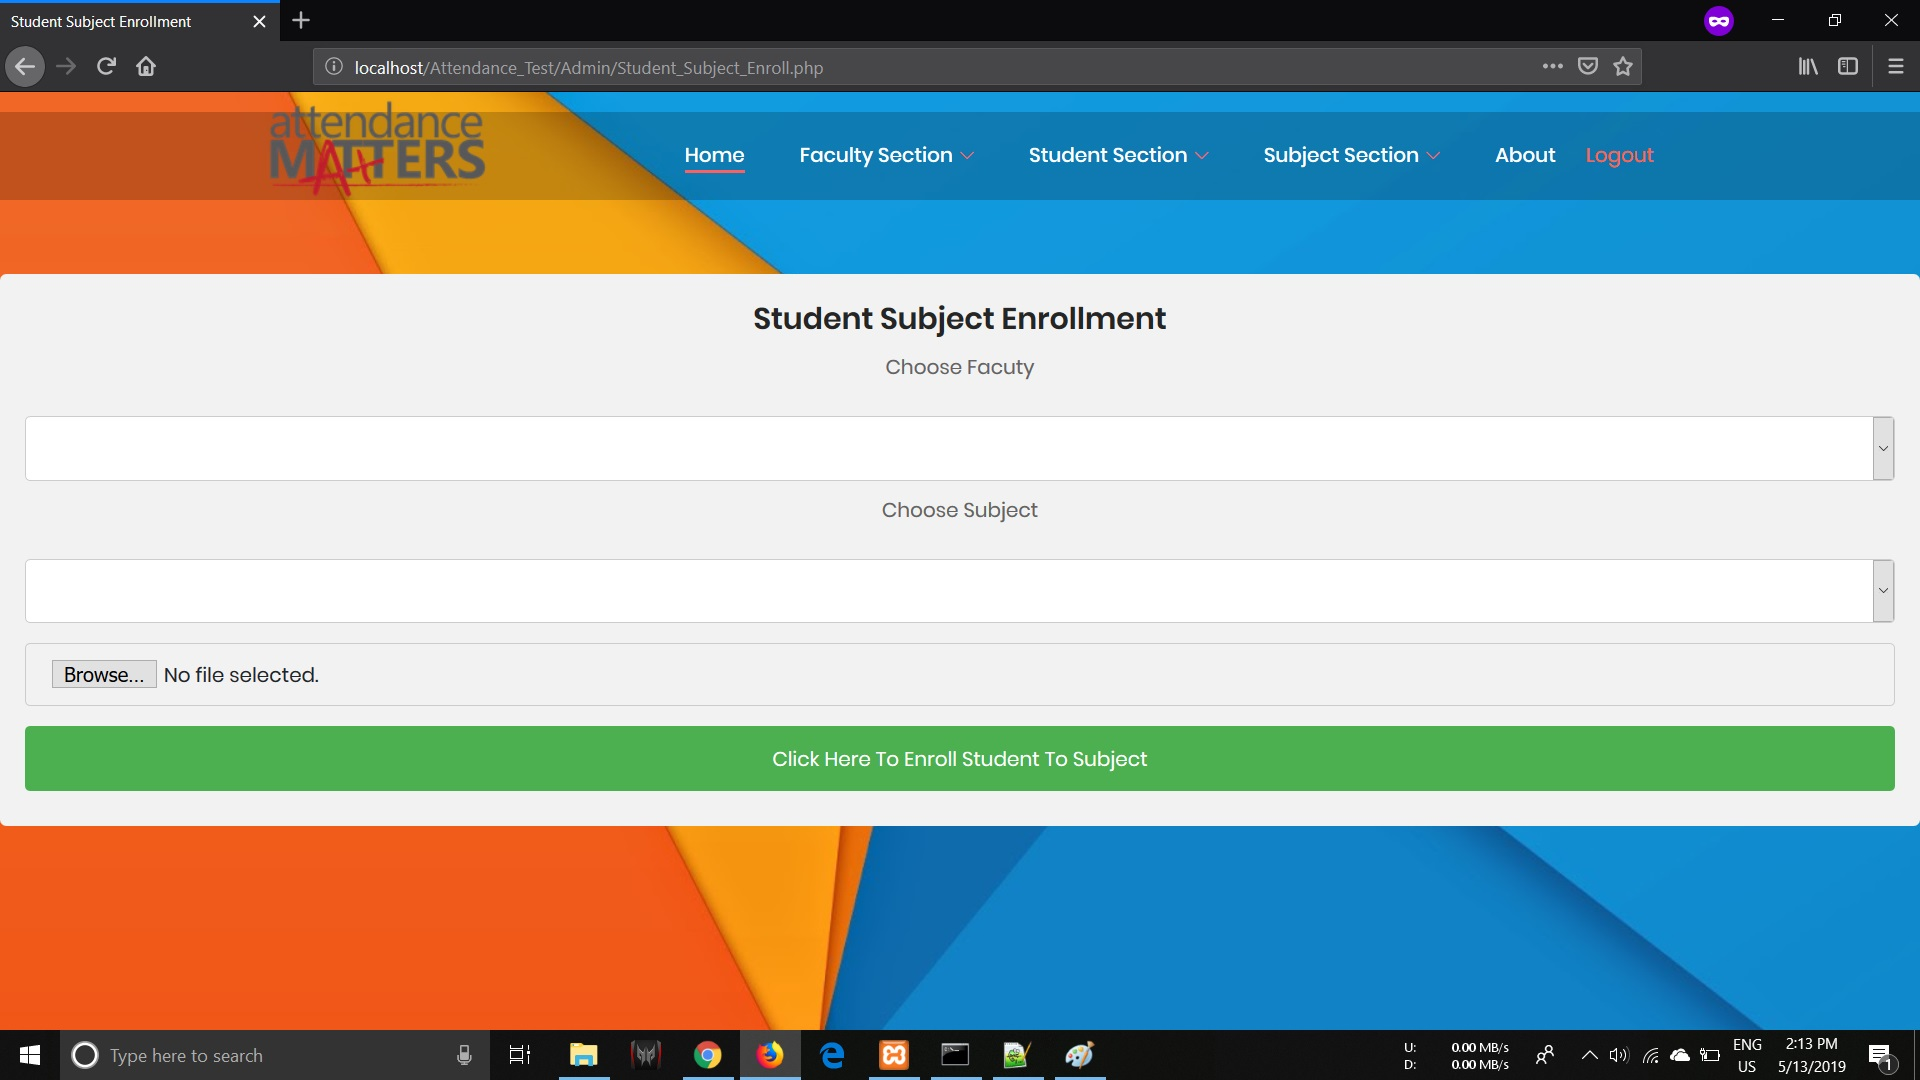 Student Subject Enrollment
localhost/Attendance_Test/Admin/Student_Subject_Enroll.php
attendance
MATTERS
Home
Faculty Section
Student Section
Subject Section
About
Logout
Student Subject Enrollment
Choose Facuty
Choose Subject
Browse... No file selected.
Click Here To Enroll Student To Subject
Type here to search
U: 0.00 MB/s
D: 0.00 MB/s
ENG
US
2:13 PM
5/13/2019
1